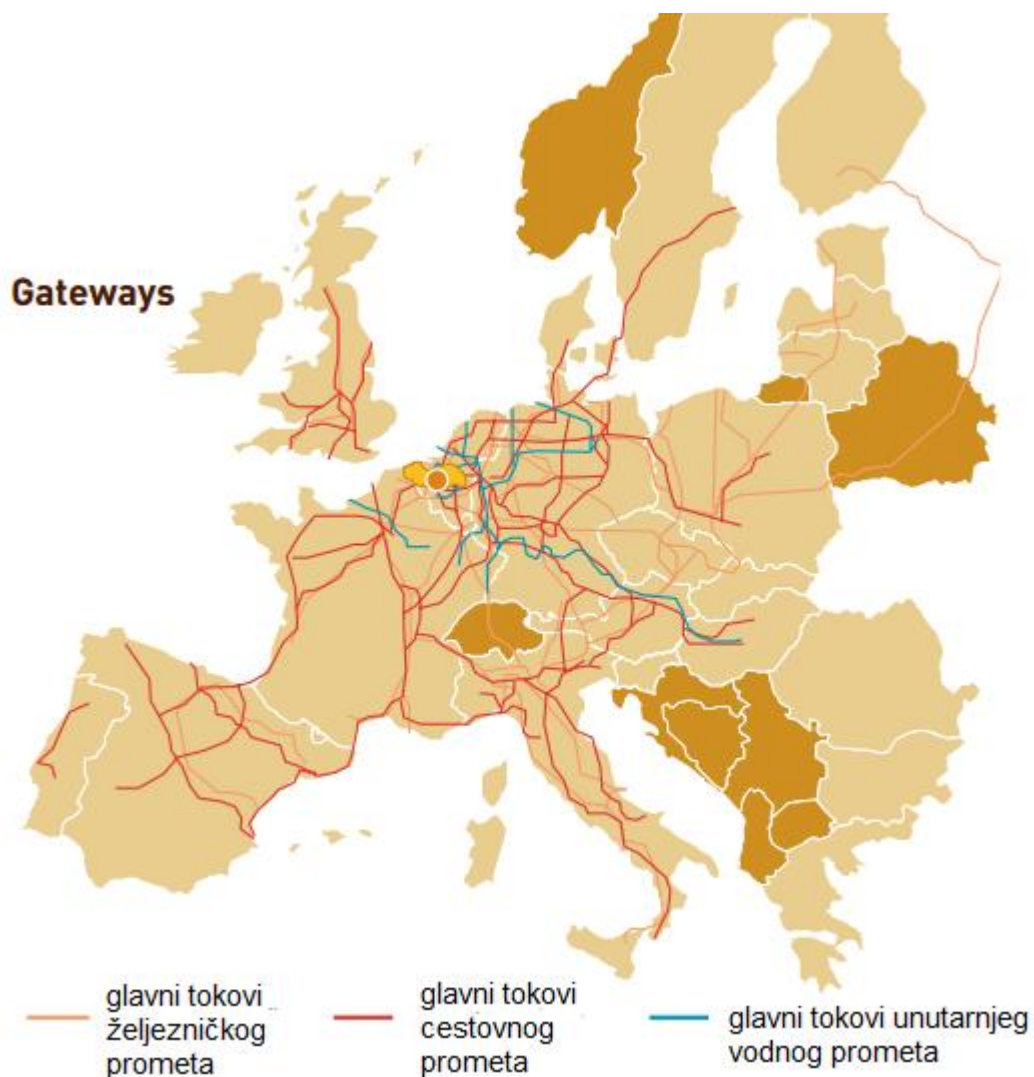 Gateways
glavni tokovi
željezničkog
prometa
glavni tokovi
cestovnog
prometa
glavni tokovi unutarnjeg
vodnog prometa